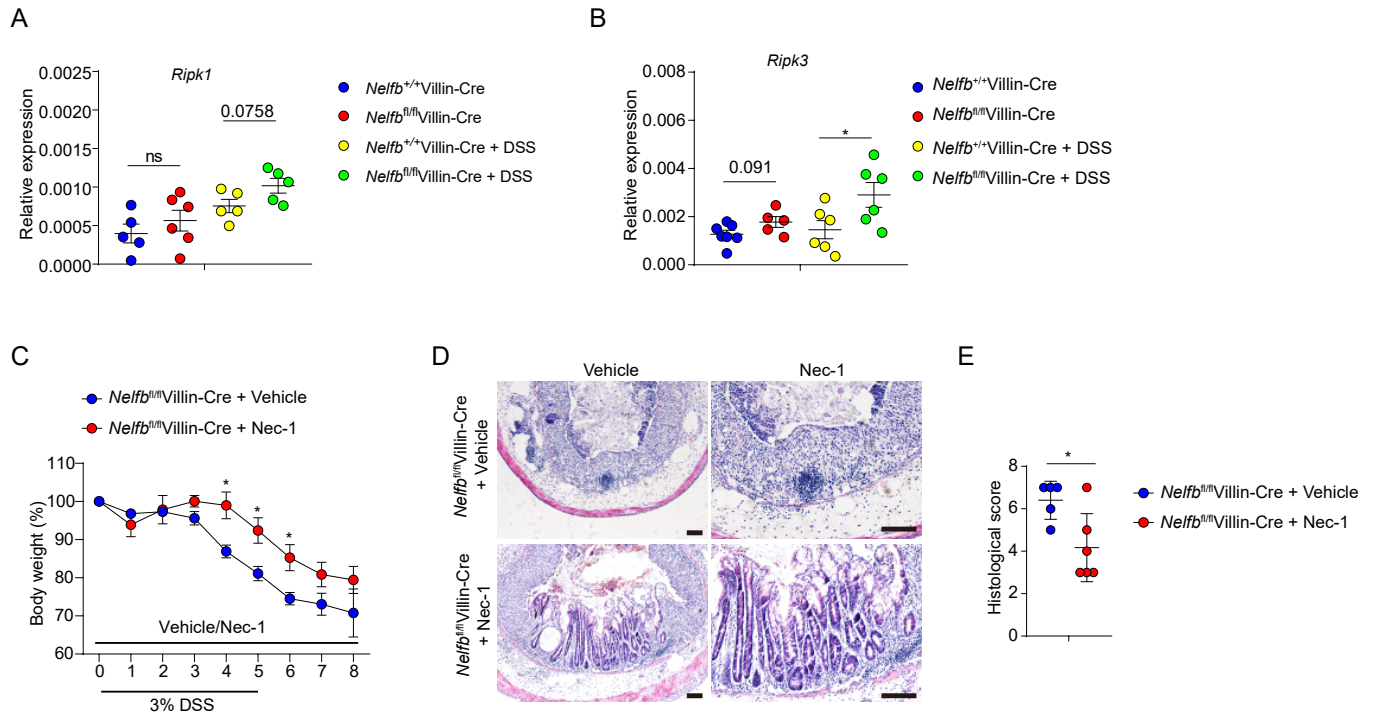 A
Ripk1
Relative expression
0.0025
0.0020
0.0015
0.0010
0.0005
0.0000
ns
0.0758
Nelfb+/+Villin-Cre
Nelfbfl/flVillin-Cre
Nelfb+/+Villin-Cre + DSS
Nelfbfl/flVillin-Cre + DSS
B
Ripk3
Relative expression
0.008
0.006
0.004
0.002
0.000
0.091
*
Nelfb+/+Villin-Cre
Nelfbfl/flVillin-Cre
Nelfb+/+Villin-Cre + DSS
Nelfbfl/flVillin-Cre + DSS
C
Nelfbfl/flVillin-Cre + Vehicle
Nelfbfl/flVillin-Cre + Nec-1
Body weight (%)
110
100
90
80
70
60
* * *
Vehicle/Nec-1
0 1 2 3 4 5 6 7 8
3% DSS
D
Vehicle Nec-1
Nelfbfl/flVillin-Cre
+ Vehicle
Nelfbfl/flVillin-Cre
+ Nec-1
E
Histological score
8
6
4
2
0
*
Nelfbfl/flVillin-Cre + Vehicle
Nelfbfl/flVillin-Cre + Nec-1